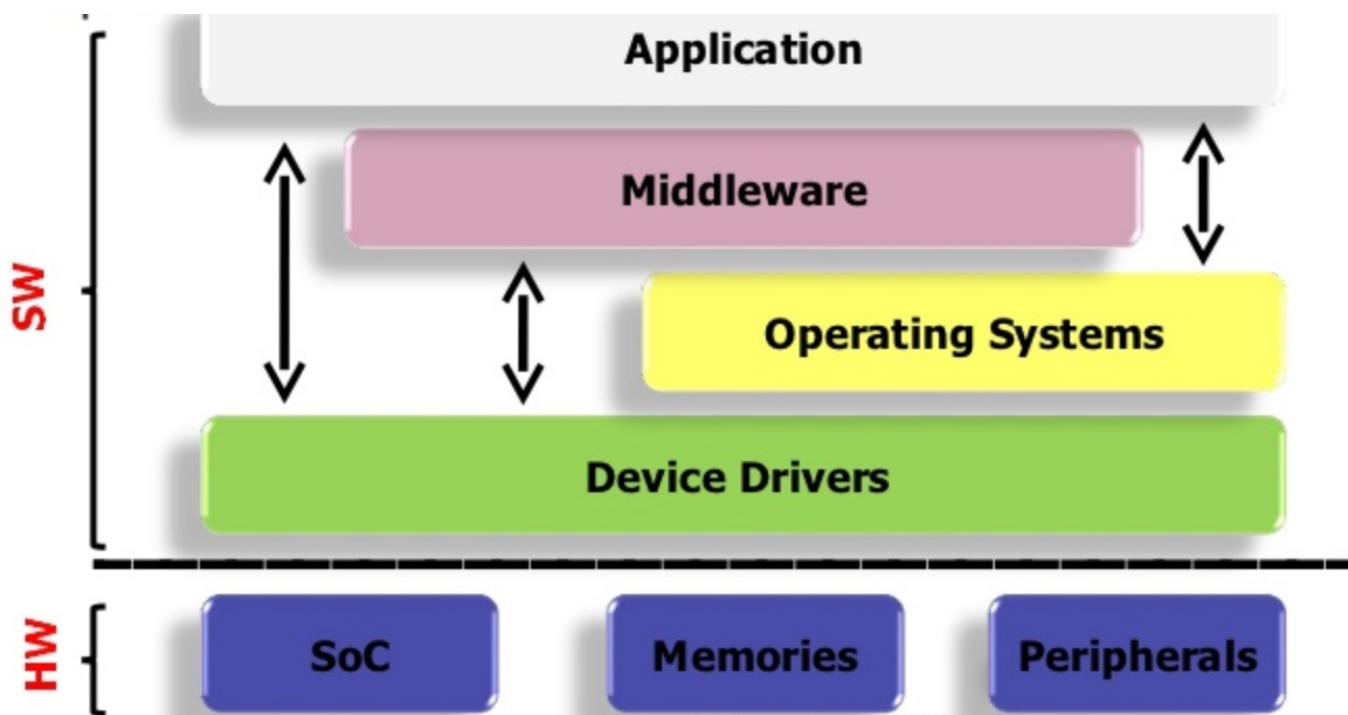 Application
Middleware
SW
Operating Systems
Device Drivers
HW
SoC
Memories
Peripherals